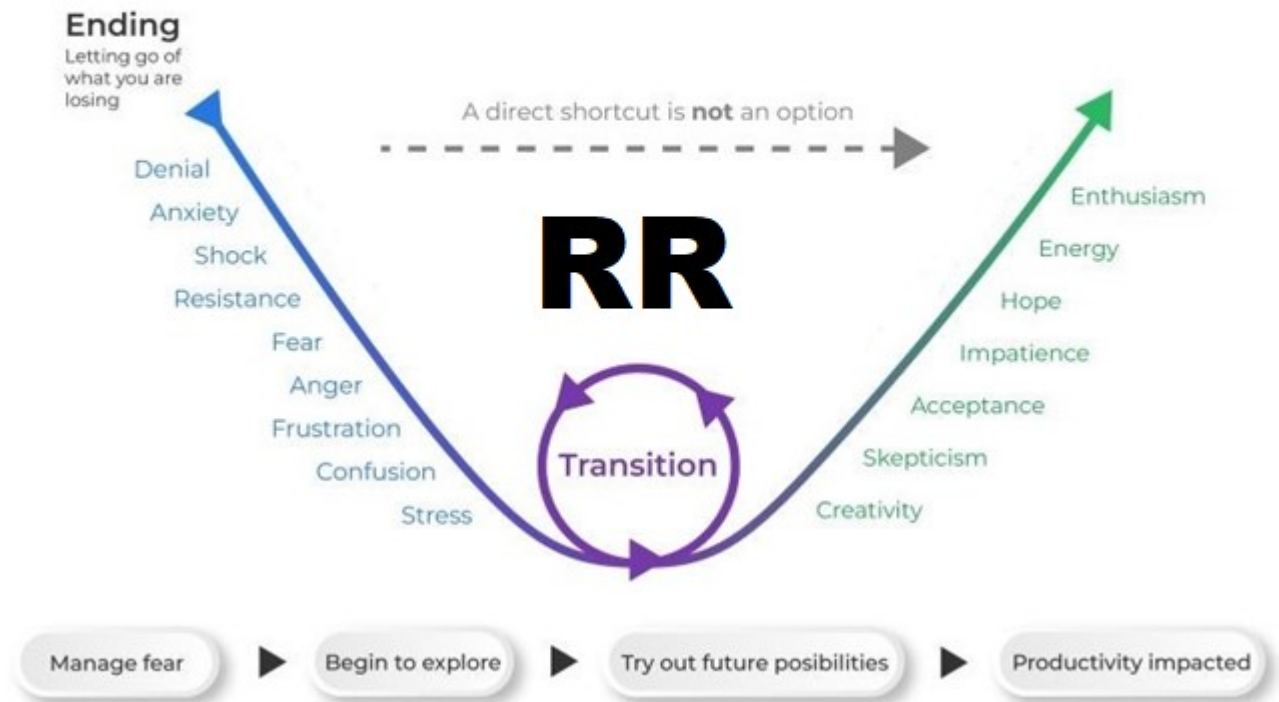 Ending
Letting go of
what you are
losing
A direct shortcut is not an option
Denial
Anxiety
Shock
Resistance
Fear
Anger
Frustration
Confusion
Stress
RR
Transition
Enthusiasm
Energy
Hope
Impatience
Acceptance
Skepticism
Creativity
Manage fear
Begin to explore
Try out future posibilities
Productivity impacted